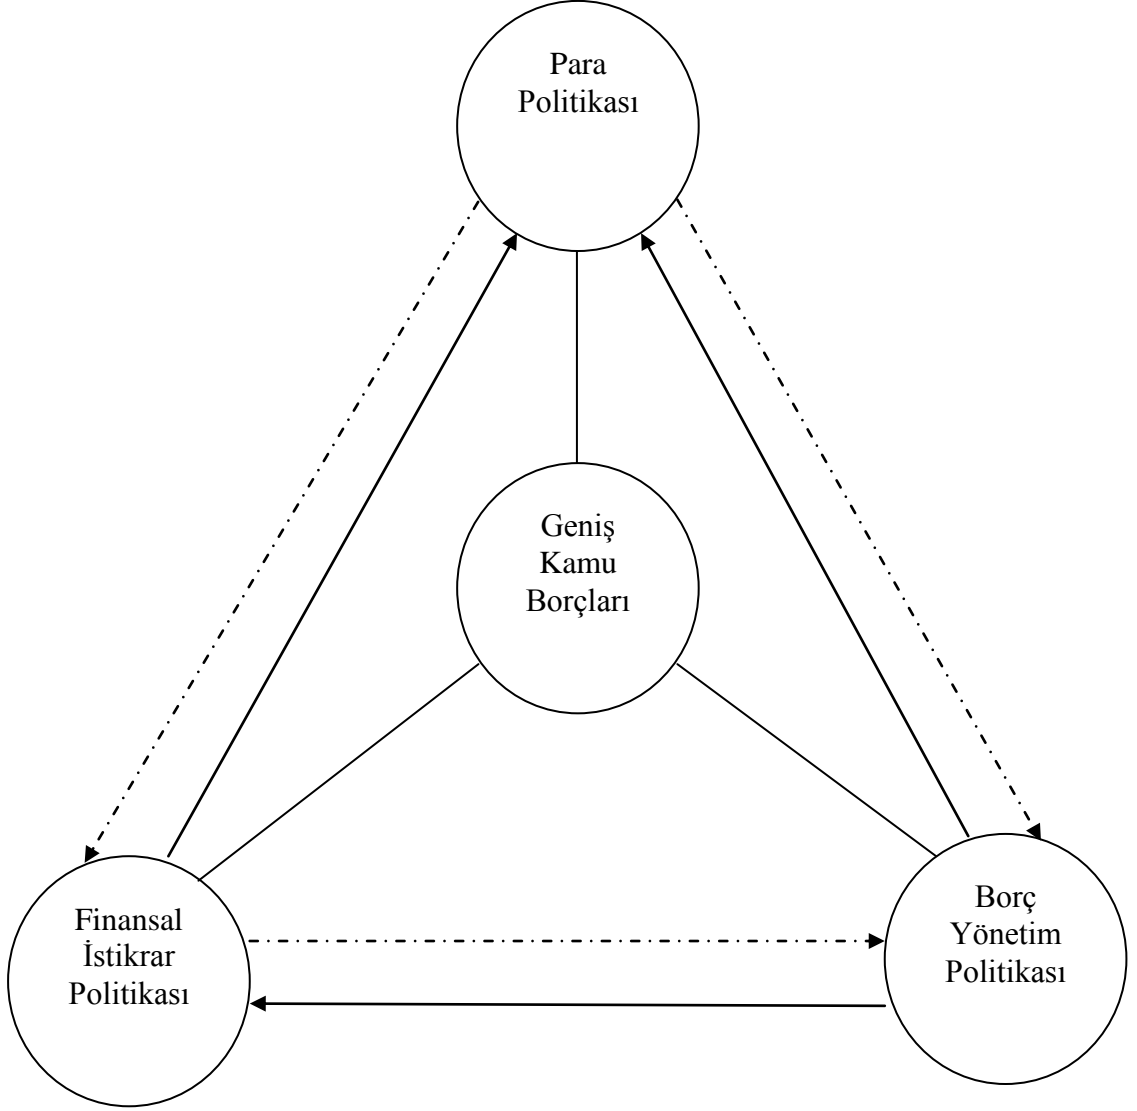 Para
Politikası
Geniş
Kamu
Borçları
Finansal
İstikrar
Politikası
Borç
Yönetim
Politikası